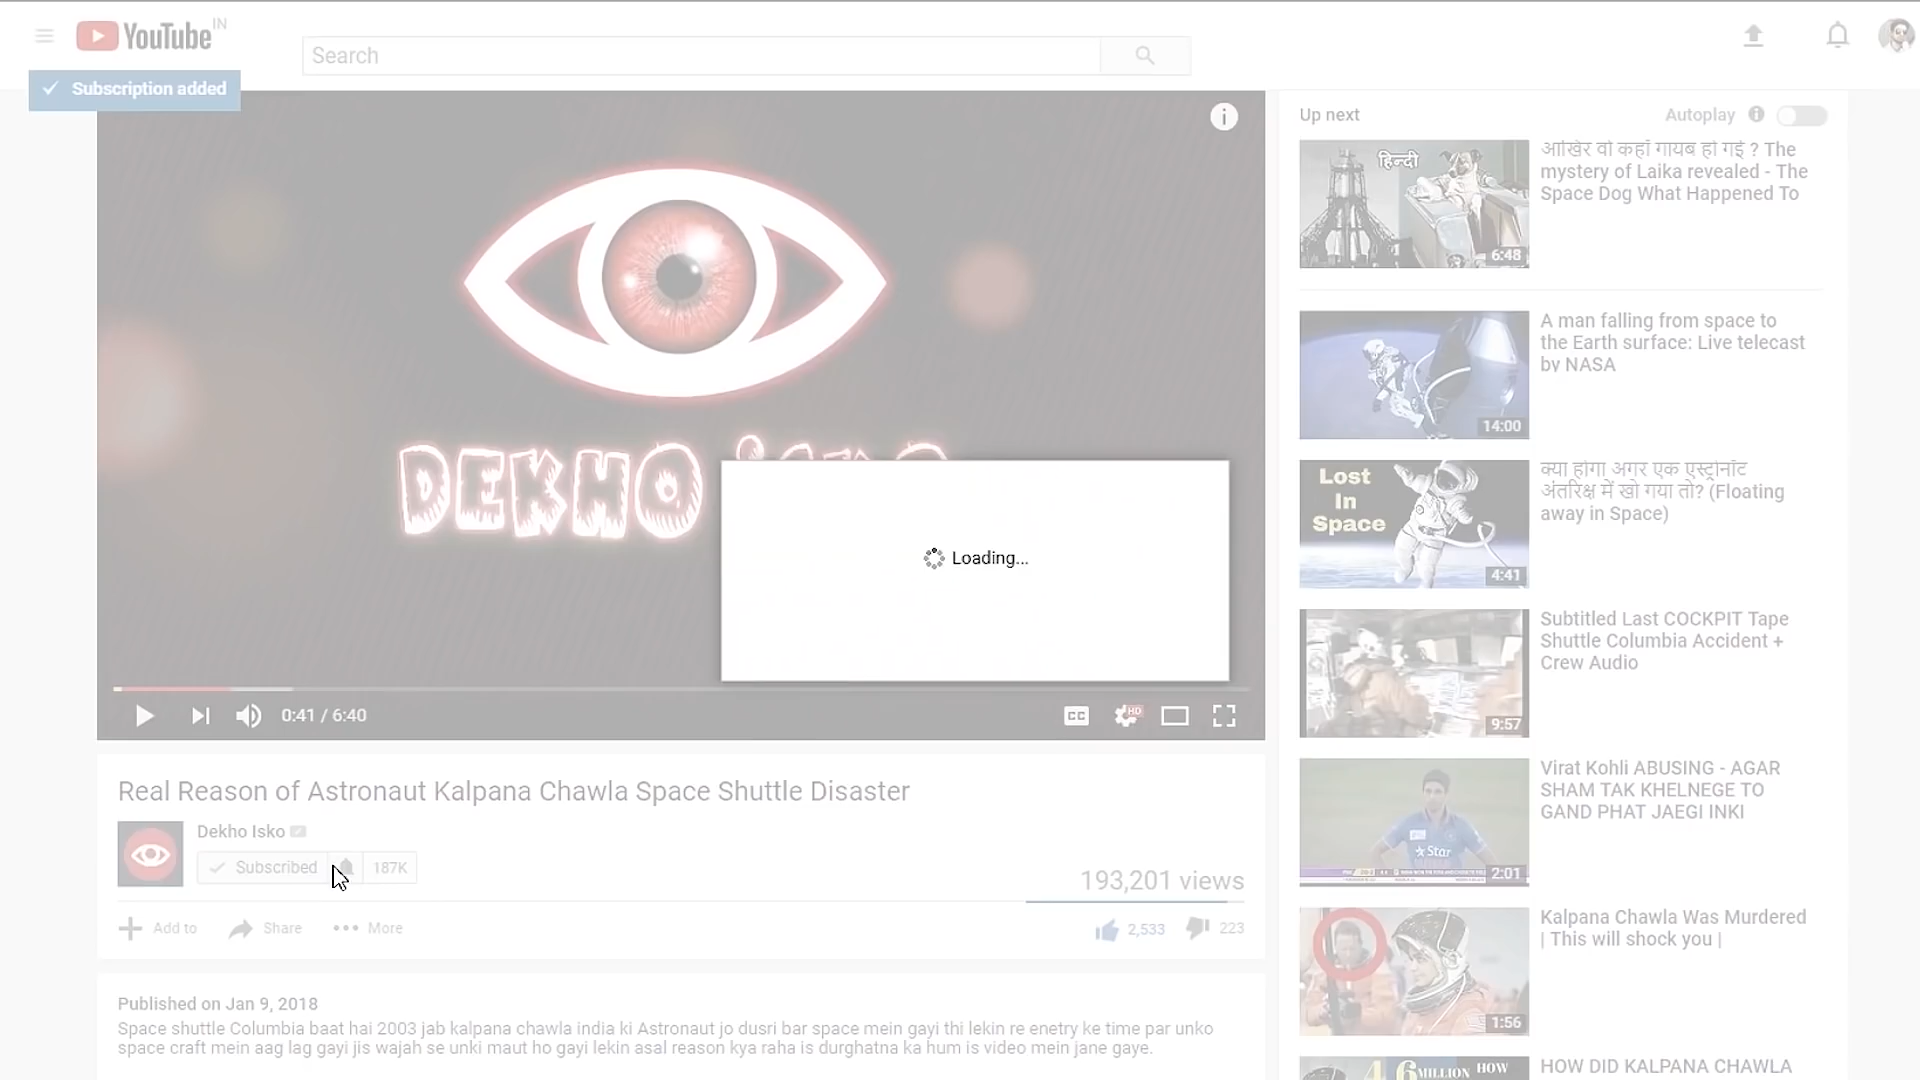 YouTube IN
Search
Subscription added
DEKHO
Loading...
0:41 / 6:40
CC
HD
Real Reason of Astronaut Kalpana Chawla Space Shuttle Disaster
Dekho Isko
Subscribed
187K
193,201 views
Add to
Share
More
2,533
223
Published on Jan 9, 2018
Space shuttle Columbia baat hai 2003 jab kalpana chawla india ki Astronaut jo dusri bar space mein gayi thi lekin re enetry ke time par unko
space craft mein aag lag gayi jis wajah se unki maut ho gayi lekin asal reason kya raha is durghatna ka hum is video mein jane gaye.
Up next
Autoplay
हिन्दी
6:48
आखिर वो कहाँ गायब हो गई ? The
mystery of Laika revealed - The
Space Dog What Happened To
14:00
A man falling from space to
the Earth surface: Live telecast
by NASA
Lost
In
Space
4:41
क्या होगा अगर एक एस्ट्रोनॉट
अंतरिक्ष में खो गया तो? (Floating
away in Space)
9:57
Subtitled Last COCKPIT Tape
Shuttle Columbia Accident +
Crew Audio
Star
2:01
Virat Kohli ABUSING - AGAR
SHAM TAK KHELNEGE TO
GAND PHAT JAEGI INKI
1:56
Kalpana Chawla Was Murdered
| This will shock you |
MILLION HOW
HOW DID KALPANA CHAWLA